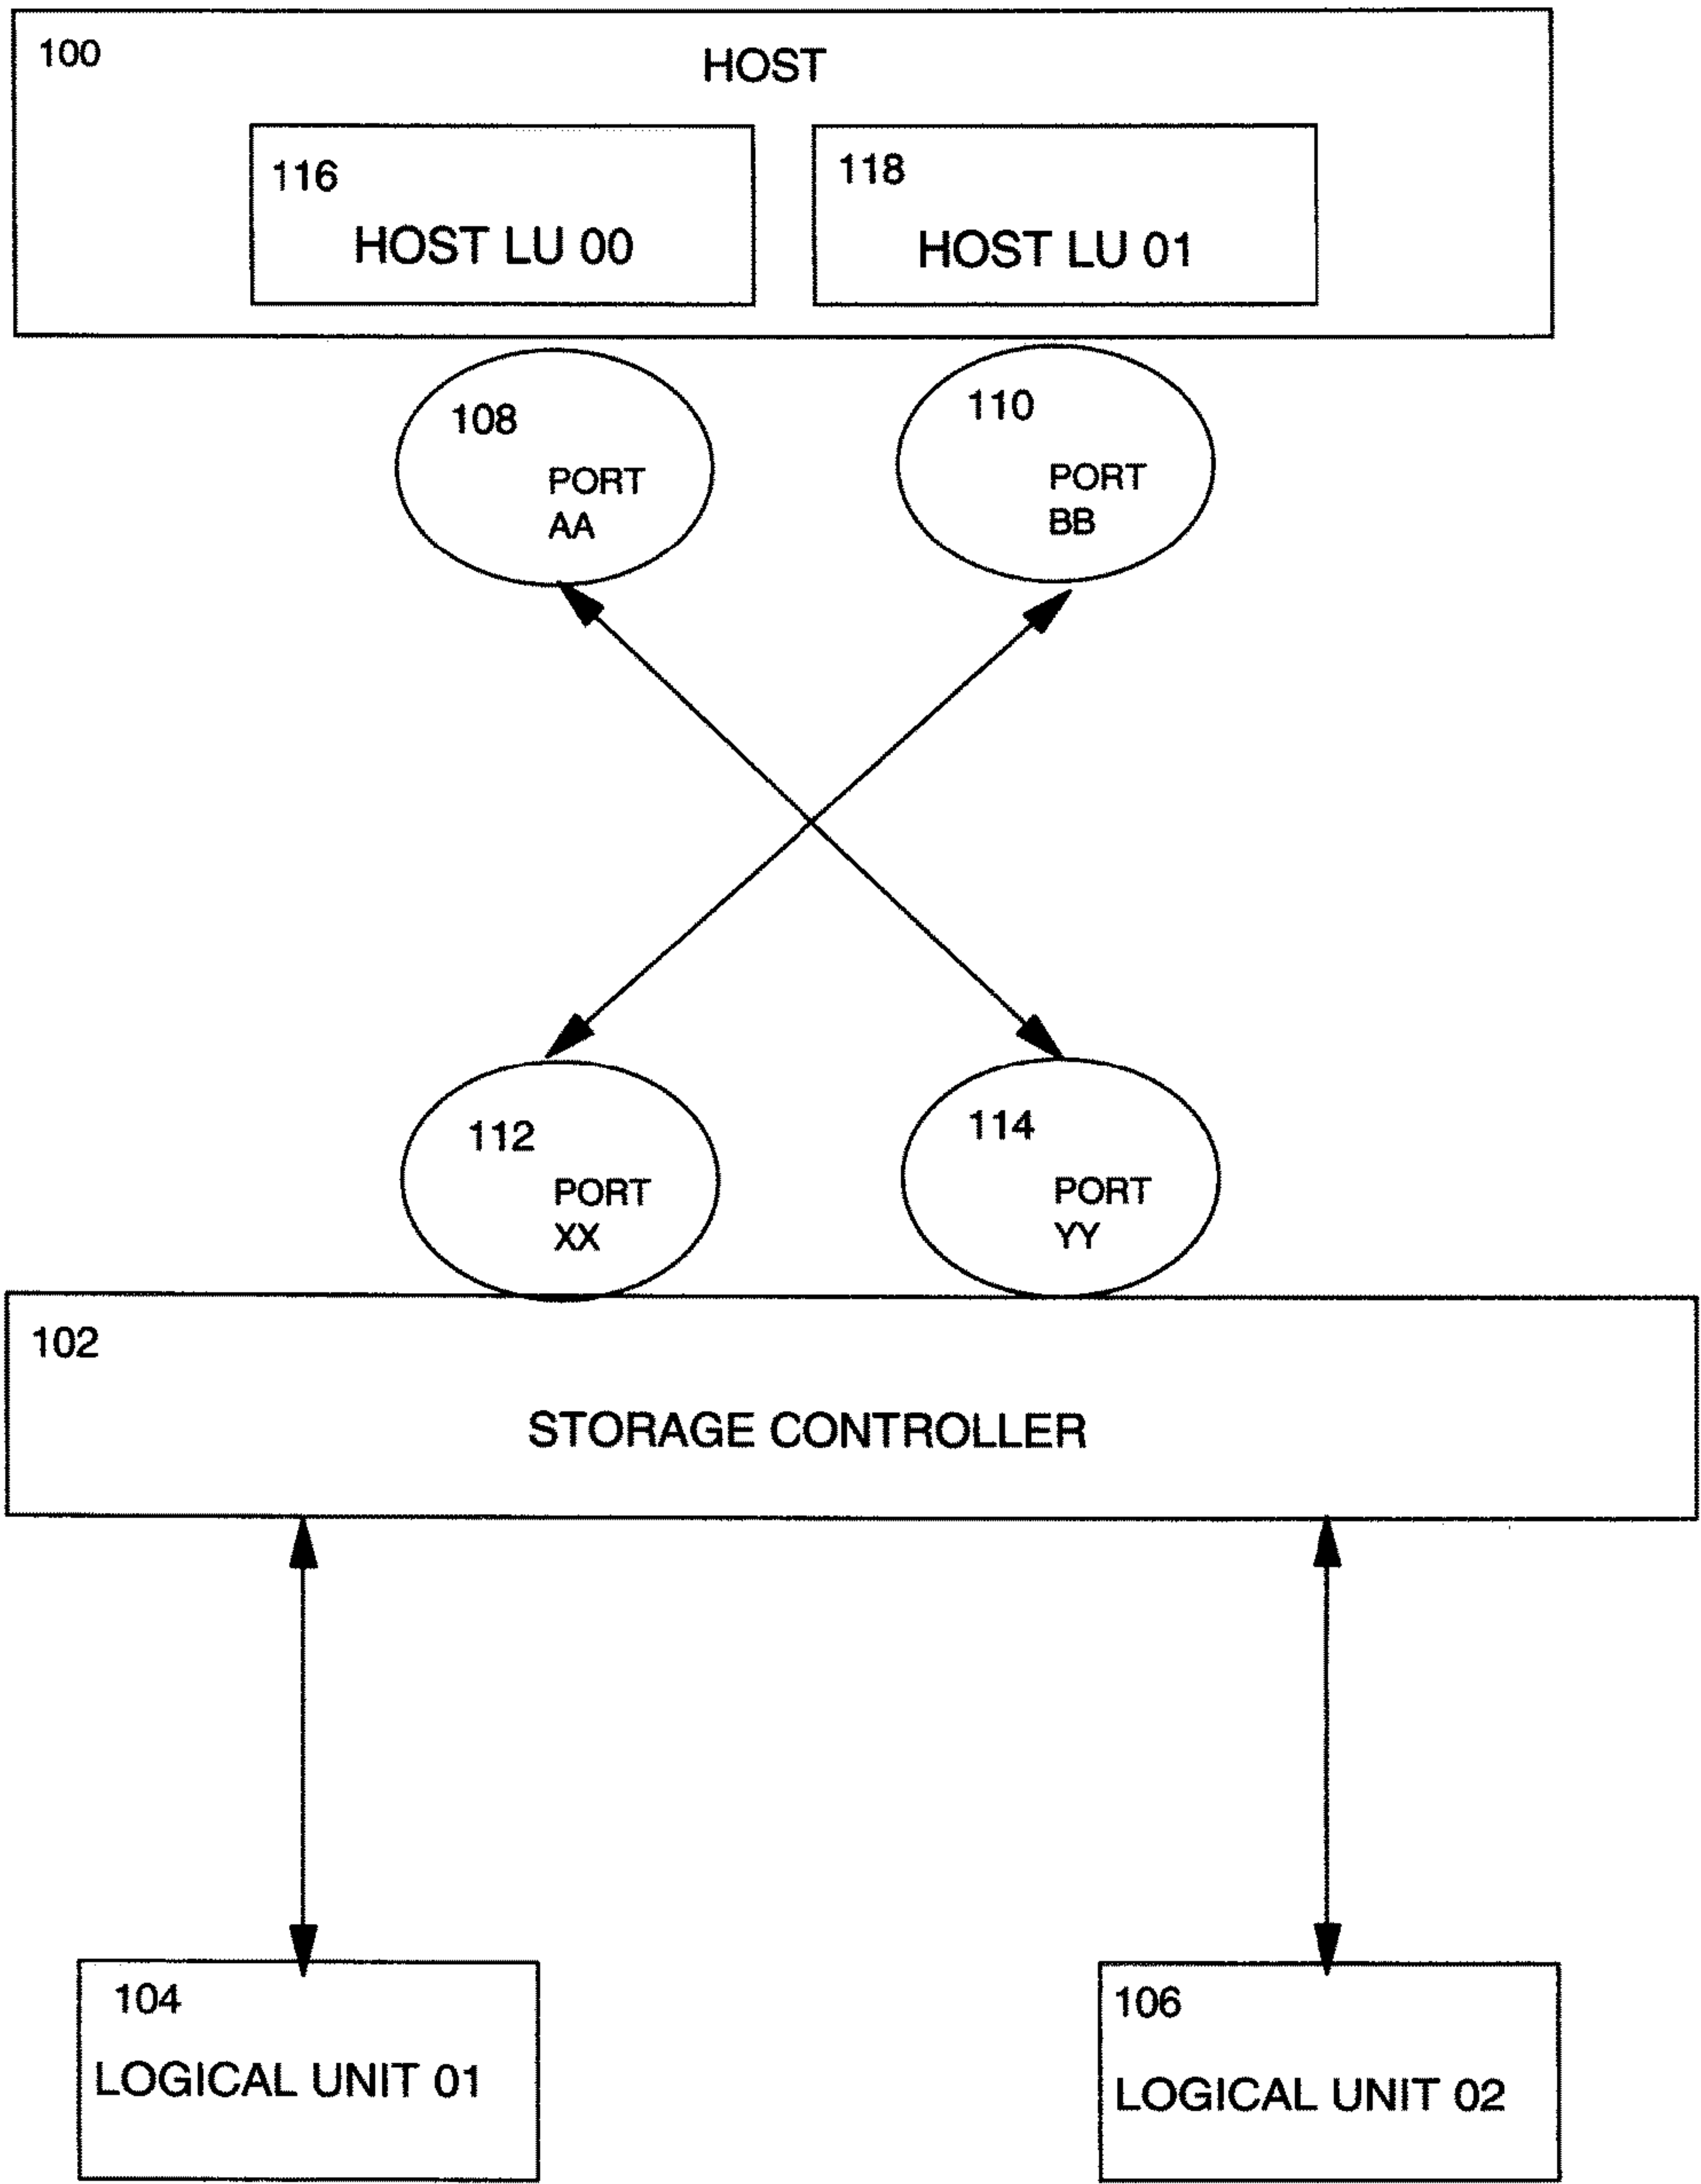 100
HOST
116
HOST LU 00
118
HOST LU 01
108
PORT
AA
110
PORT
BB
112
PORT
XX
114
PORT
YY
102
STORAGE CONTROLLER
104
LOGICAL UNIT 01
106
LOGICAL UNIT 02